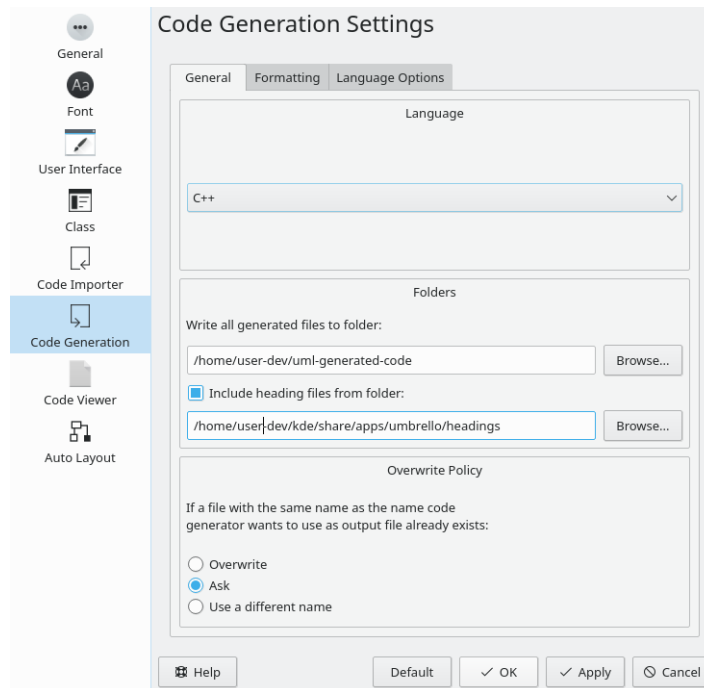 Code Generation Settings
General
Font
User Interface
Class
Code Importer
Code Generation
Code Viewer
Auto Layout
General Formatting Language Options
Language
C++
Folders
Write all generated files to folder:
/home/user-dev/uml-generated-code Browse...
Include heading files from folder:
/home/user-dev/kde/share/apps/umbrello/headings Browse...
Overwrite Policy
If a file with the same name as the name code
generator wants to use as output file already exists:
Overwrite
Ask
Use a different name
Help Default OK Apply Cancel